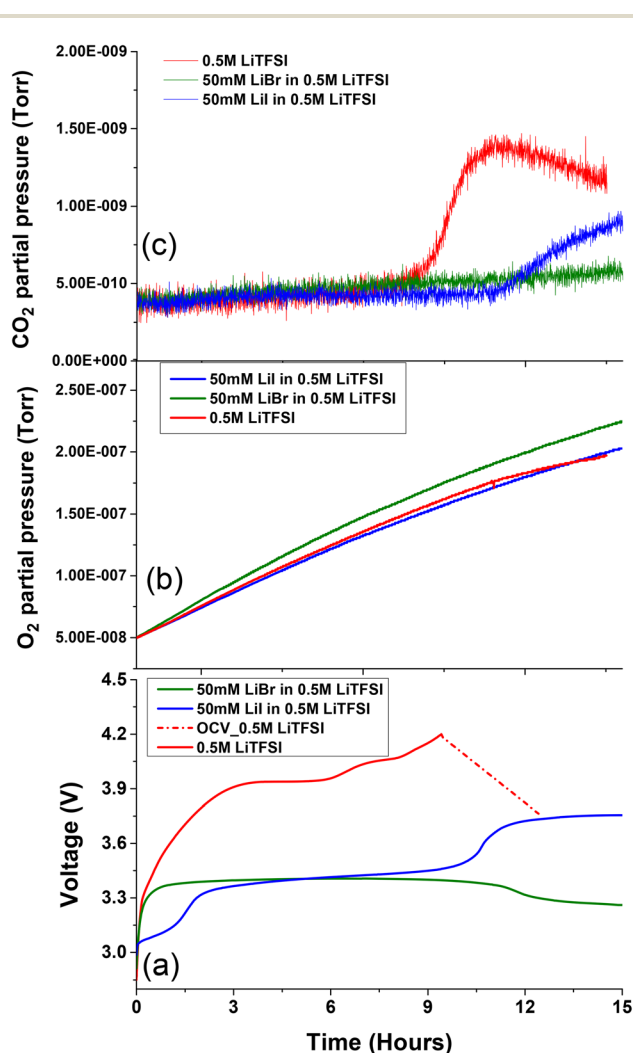 2.00E-009
1.50E-009
1.00E-009
5.00E-010
0.00E+000
CO2 partial pressure (Torr)
0.5M LiTFSI
50mM LiBr in 0.5M LiTFSI
50mM LiI in 0.5M LiTFSI
(c)
2.50E-007
2.00E-007
1.50E-007
1.00E-007
5.00E-008
O2 partial pressure (Torr)
50mM LiI in 0.5M LiTFSI
50mM LiBr in 0.5M LiTFSI
0.5M LiTFSI
(b)
4.5
4.2
3.9
3.6
3.3
3.0
Voltage (V)
50mM LiBr in 0.5M LiTFSI
50mM LiI in 0.5M LiTFSI
OCV_0.5M LiTFSI
0.5M LiTFSI
(a)
0 3 6 9 12 15
Time (Hours)